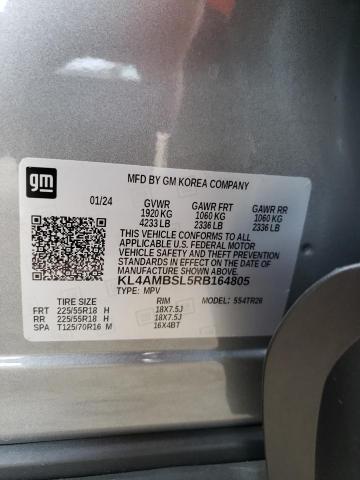 gm
MFD BY GM KOREA COMPANY
01/24 GVWR GAWR FRT GAWR RR
1920 KG 1060 KG 1060 KG
4233 LB 2336 LB 2336 LB
THIS VEHICLE CONFORMS TO ALL
APPLICABLE U.S. FEDERAL MOTOR
VEHICLE SAFETY AND THEFT
PREVENTION STANDARDS IN EFFECT ON
THE DATE OF MANUFACTURE SHOWN ABOVE.
KL4AMBSL5RB164805
TYPE: MPV MODEL: 5S4TR26
TIRE SIZE RIM
FRT 225/55R18 H 18X7.5J
RR 225/55R18 H 18X7.5J
SPA T125/70R16 M 16X4BT